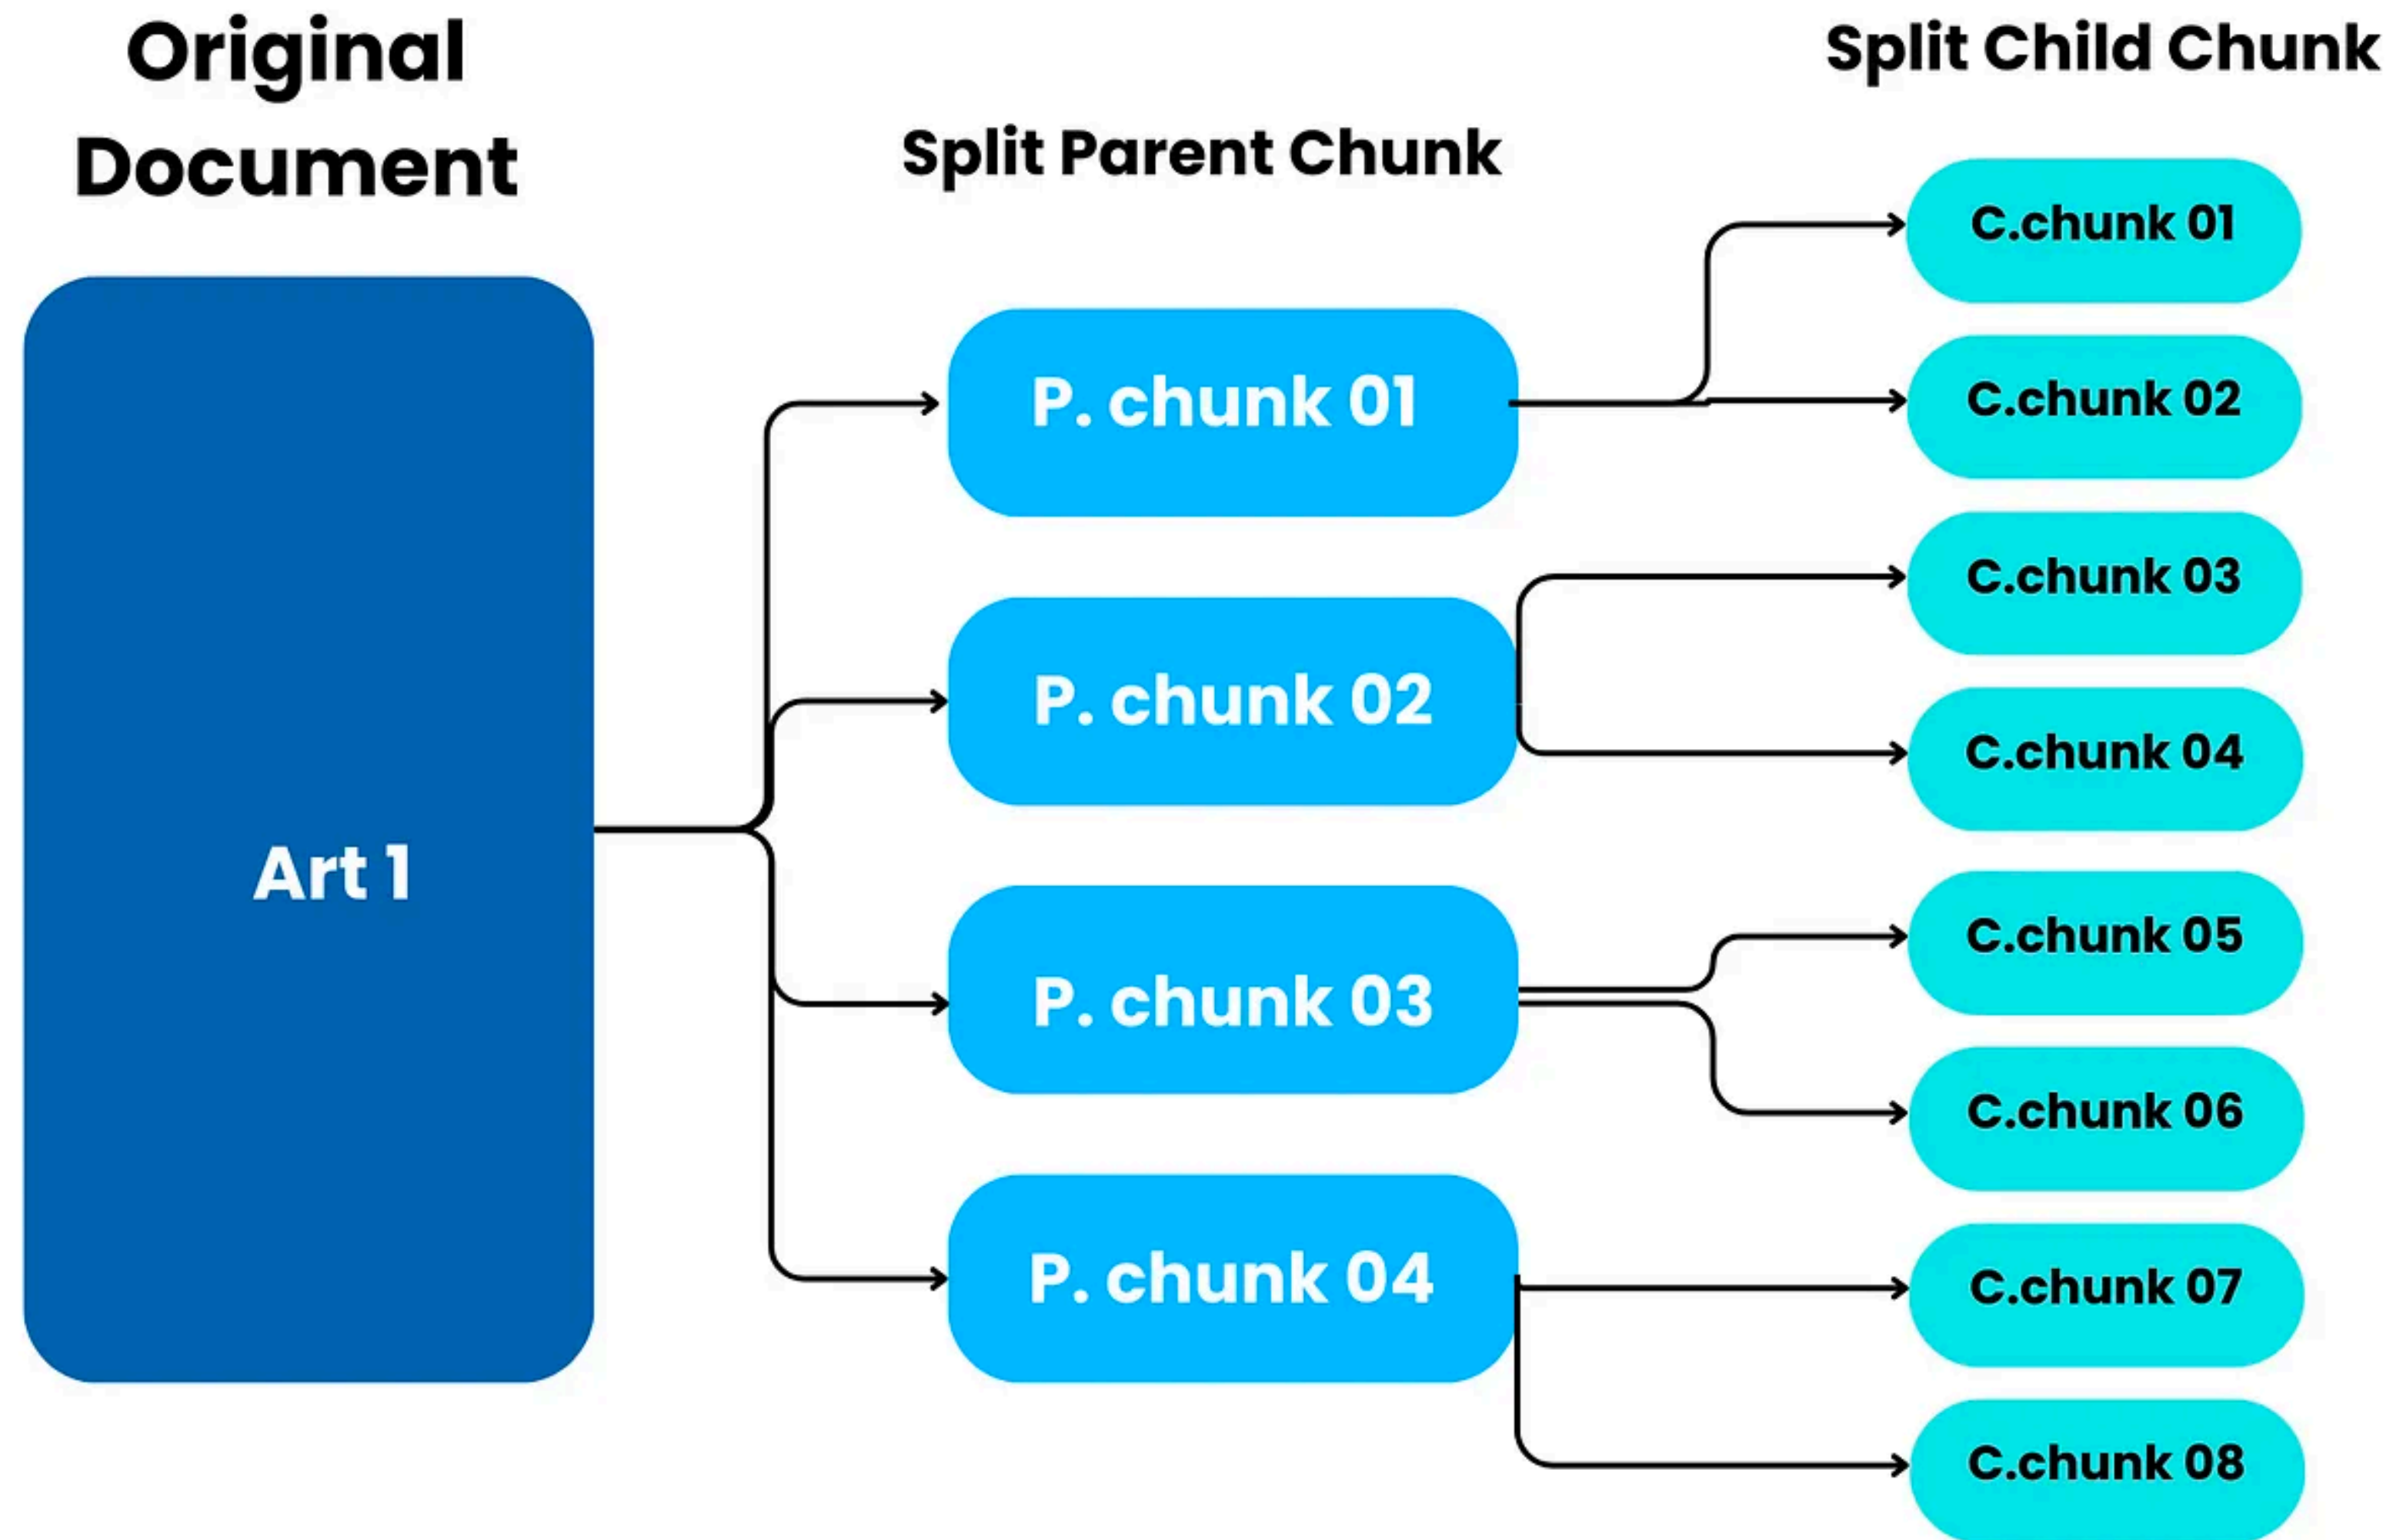 Original
Document
Split Parent Chunk
Split Child Chunk
Art 1
P. chunk 01
P. chunk 02
P. chunk 03
P. chunk 04
C.chunk 01
C.chunk 02
C.chunk 03
C.chunk 04
C.chunk 05
C.chunk 06
C.chunk 07
C.chunk 08